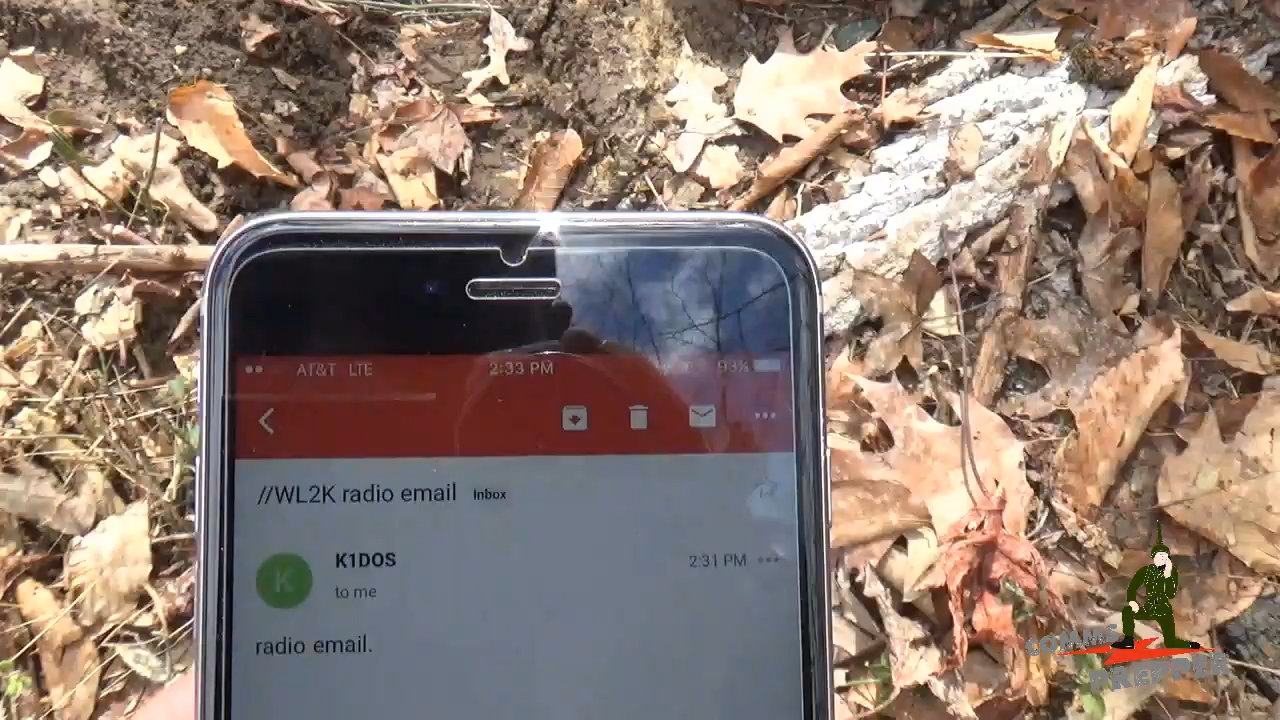 AT&T LTE 2:33 PM 93%
//WL2K radio email Inbox
K
K1DOS 2:31 PM
to me
radio email.
COMMS
PREPPER